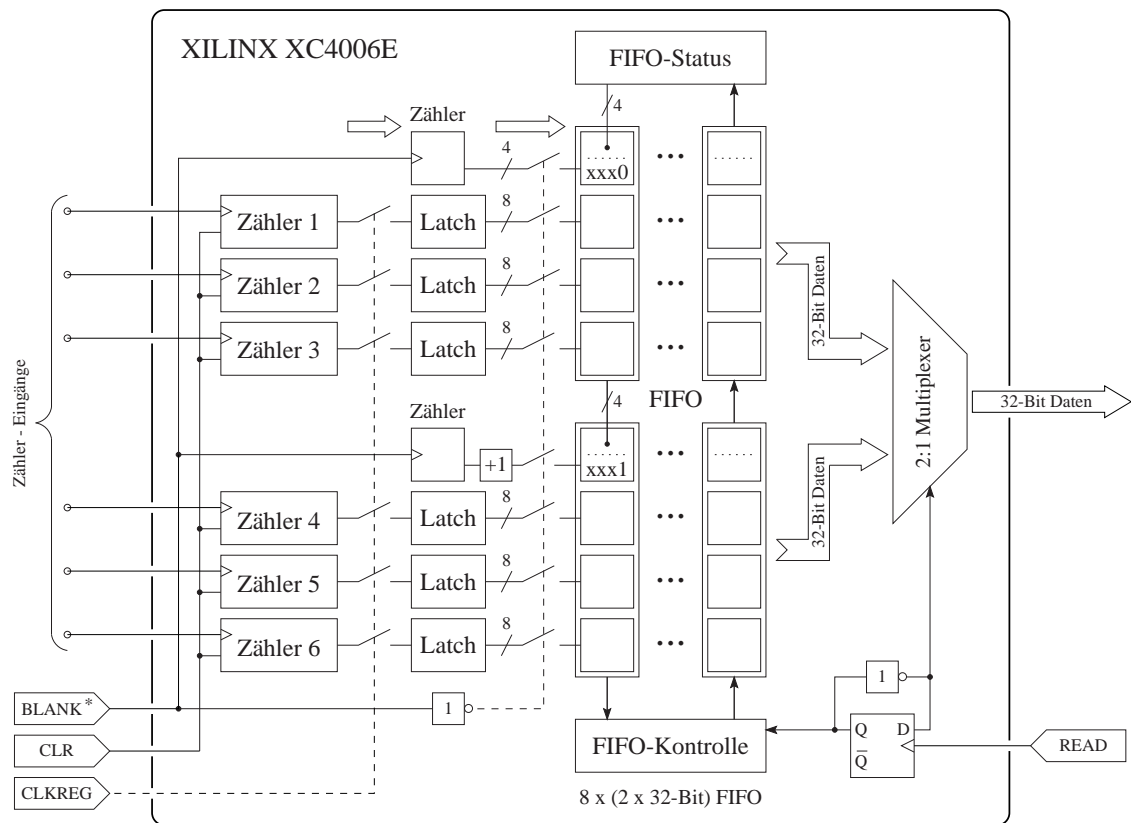 XILINX XC4006E
FIFO-Status
4
Zähler
4
xxx0
Zähler 1
Latch
8
Zähler 2
Latch
8
Zähler 3
Latch
8
4
FIFO
Zähler
+1
xxx1
Zähler 4
Latch
8
Zähler 5
Latch
8
Zähler 6
Latch
8
Zähler - Eingänge
32-Bit Daten
32-Bit Daten
2:1 Multiplexer
32-Bit Daten
BLANK*
1
CLR
CLKREG
FIFO-Kontrolle
8 x (2 x 32-Bit) FIFO
1
Q D
Q
READ